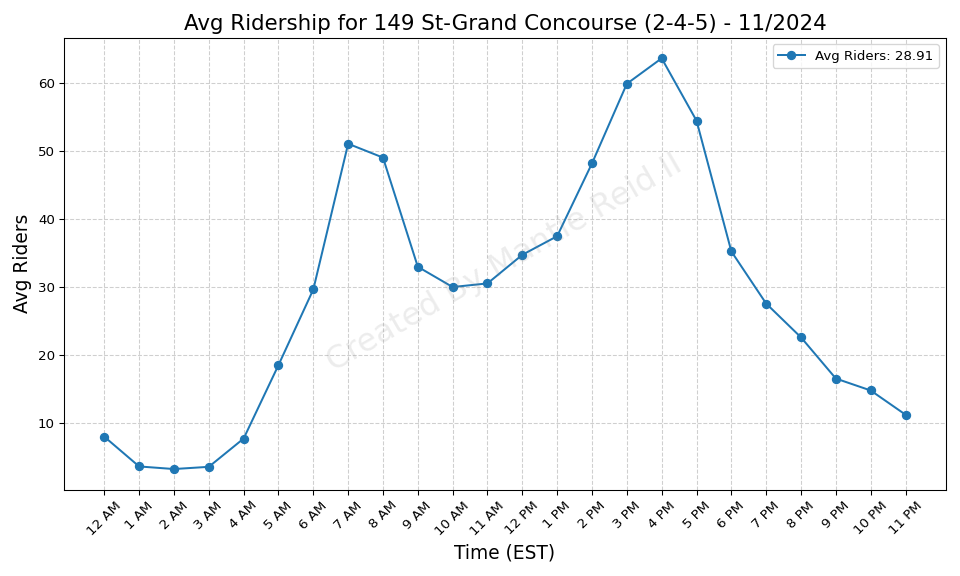 Avg Ridership for 149 St-Grand Concourse (2-4-5) - 11/2024
Avg Riders: 28.91
60
50
40
30
20
10
Avg Riders
Created By Mantle Reid II
12 AM
1 AM
2 AM
3 AM
4 AM
5 AM
6 AM
7 AM
8 AM
9 AM
10 AM
11 AM
12 PM
1 PM
2 PM
3 PM
4 PM
5 PM
6 PM
7 PM
8 PM
9 PM
10 PM
11 PM
Time (EST)